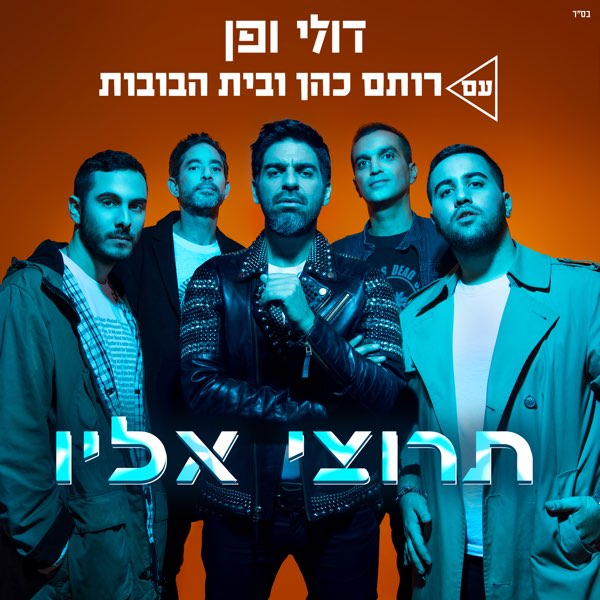 בס"ד
דולי ופן
עם רותם כהן ובית הבובות
תרוצי אליו